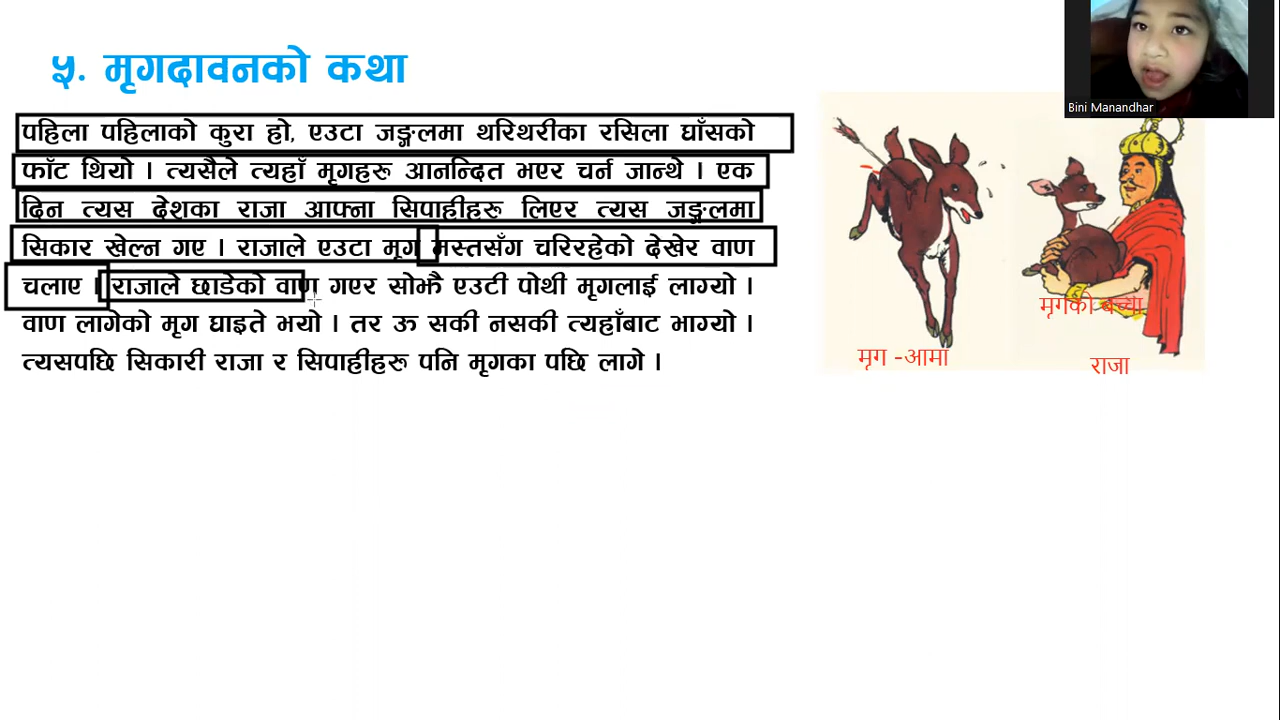 ५. मृगदावनको कथा
Bini Manandhar
पहिला पहिलाको कुरा हो, एउटा जङ्गलमा थरिथरीका रसिला घाँसको
फाँट थियो । त्यसैले त्यहाँ मृगहरु आनन्दित भएर चर्न जान्थे । एक
दिन त्यस देशका राजा आफ्ना सिपाहीहरु लिएर त्यस जङ्गलमा
सिकार खेल्न गए । राजाले एउटा मृग मस्तसँग चरिरहेको देखेर वाण
चलाए । राजाले छाडेको वाण गएर सोझै एउटी पोथी मृगलाई लाग्यो ।
वाण लागेको मृग घाइते भयो । तर ऊ सकी नसकी त्यहाँबाट भाग्यो ।
त्यसपछि सिकारी राजा र सिपाहीहरु पनि मृगका पछि लागे ।
मृगको बच्चा
मृग -आमा
राजा